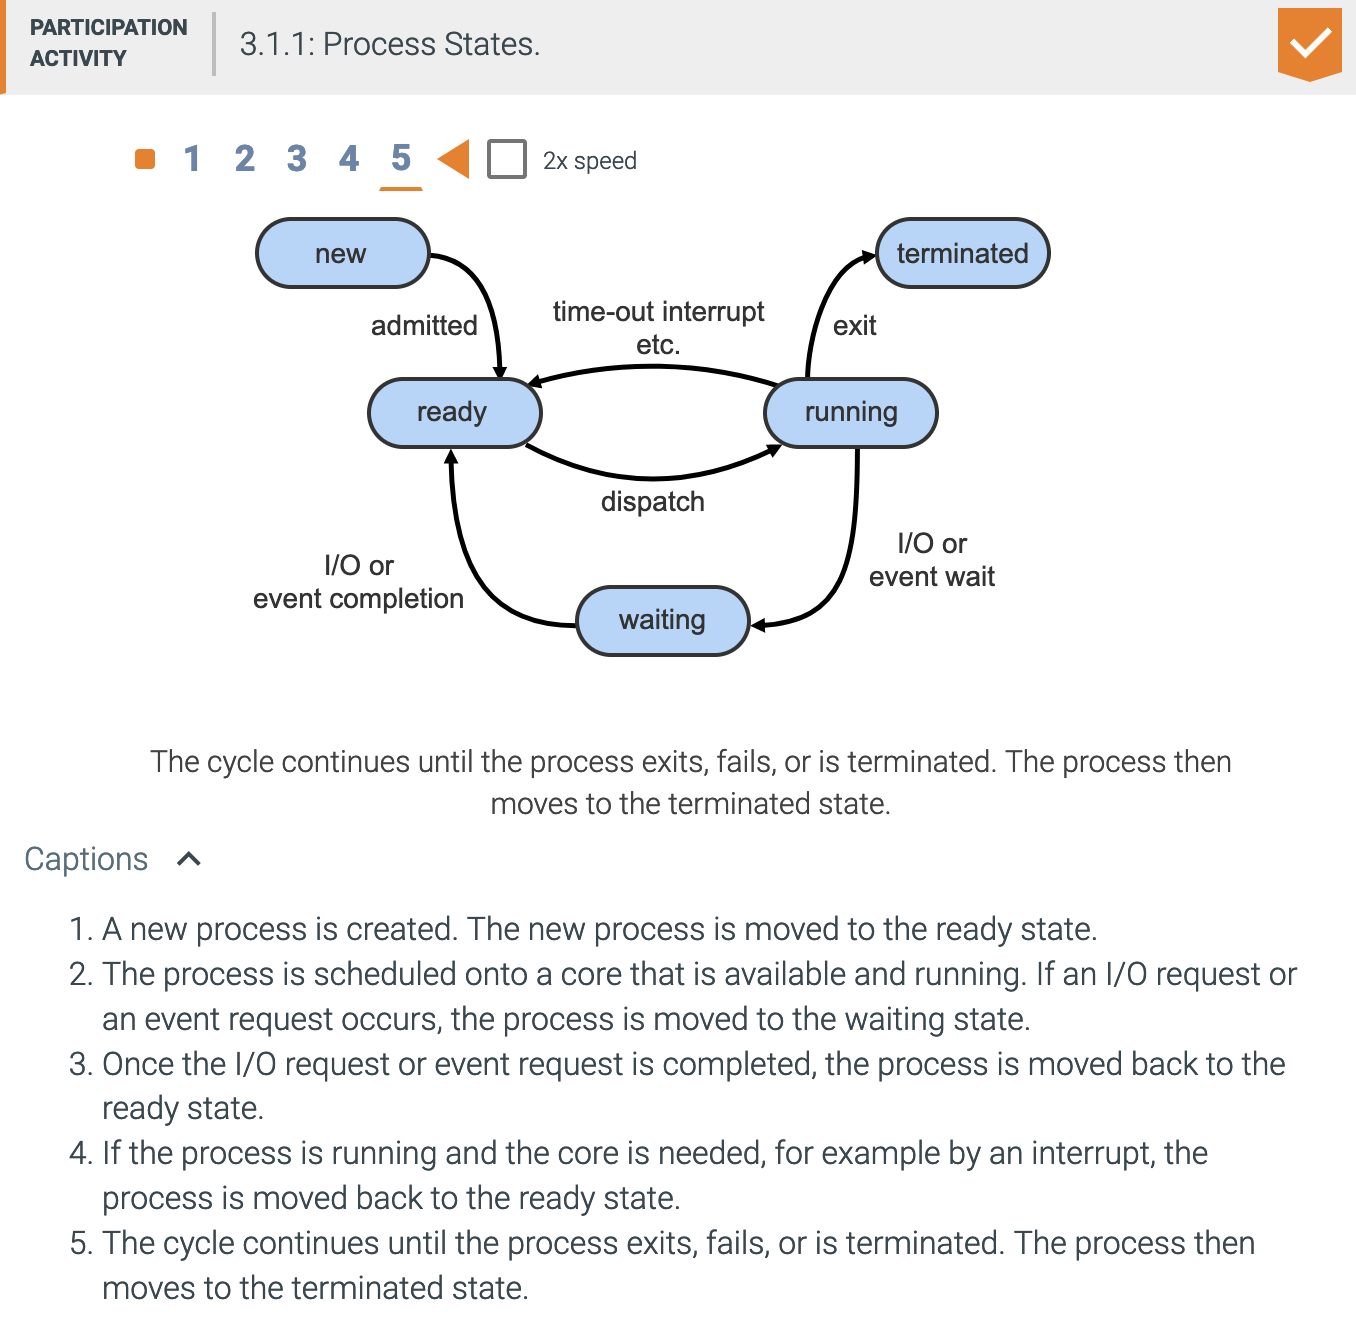 PARTICIPATION
ACTIVITY
3.1.1: Process States.
1 2 3 4 5
2x speed
new
terminated
admitted
time-out interrupt
etc.
exit
ready
running
dispatch
I/O or
event completion
I/O or
event wait
waiting
The cycle continues until the process exits, fails, or is terminated. The process then
moves to the terminated state.
Captions
1. A new process is created. The new process is moved to the ready state.
2. The process is scheduled onto a core that is available and running. If an I/O request or
an event request occurs, the process is moved to the waiting state.
3. Once the I/O request or event request is completed, the process is moved back to the
ready state.
4. If the process is running and the core is needed, for example by an interrupt, the
process is moved back to the ready state.
5. The cycle continues until the process exits, fails, or is terminated. The process then
moves to the terminated state.